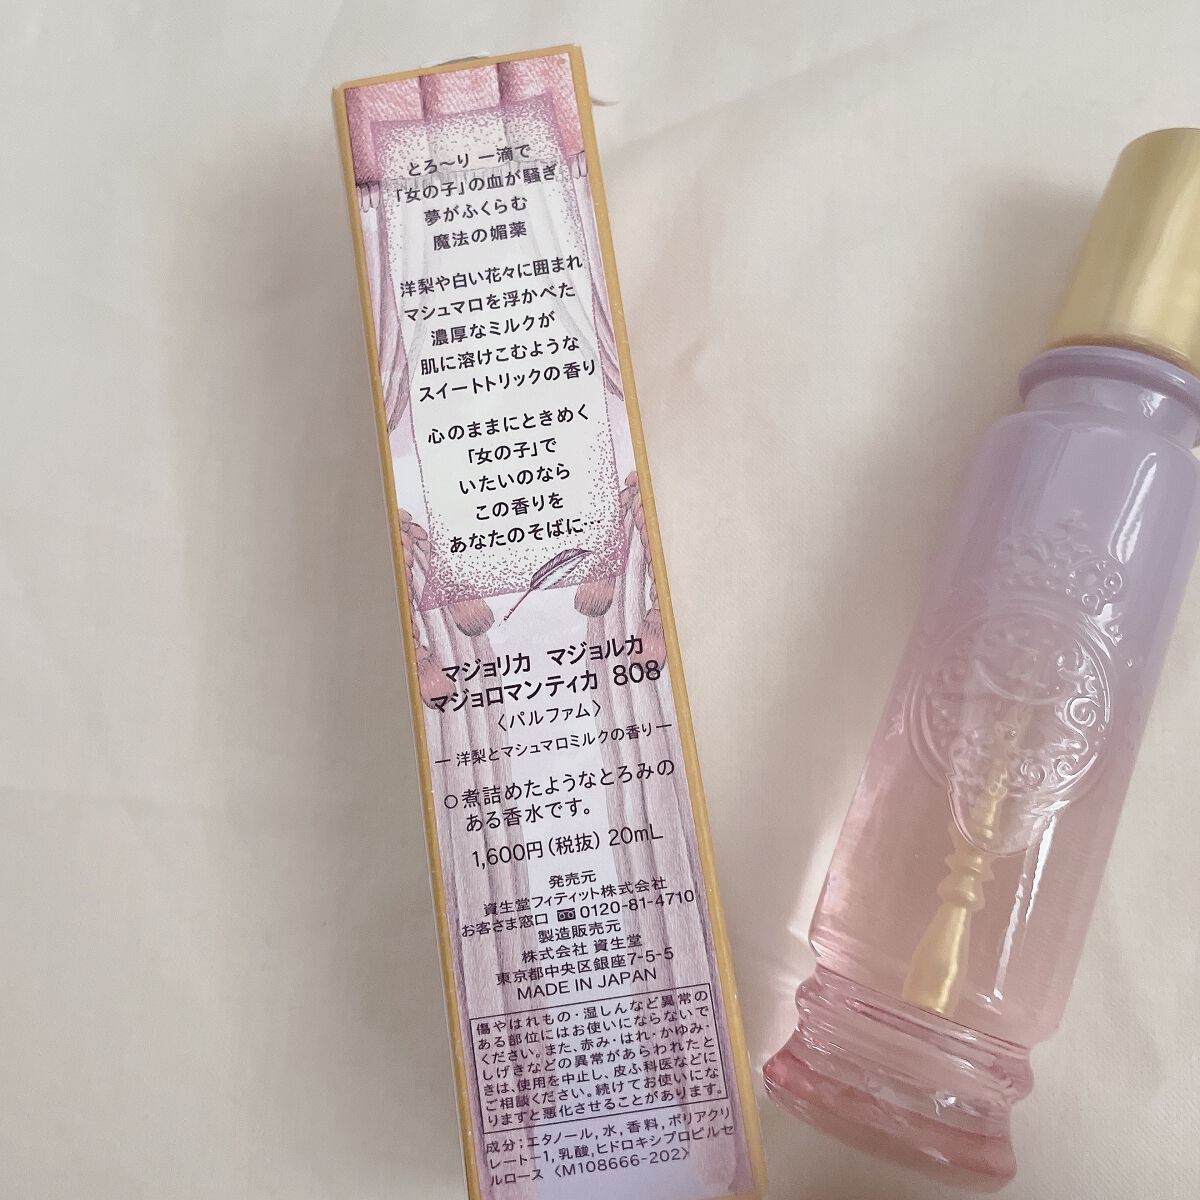 とろ〜り 一滴で
「女の子」の血が騒ぎ
夢がふくらむ
魔法の媚薬
洋梨や白い花々に囲まれ
マシュマロを浮かべた
濃厚なミルクが
肌に溶けこむような
スイートトリックの香り
心のままにときめく
「女の子」で
いたいのなら
この香りを
あなたのそばに…
マジョリカ マジョルカ
マジョロマンティカ 808
〈パルファム〉
― 洋梨とマシュマロミルクの香り ―
○煮詰めたようなとろみの
ある香水です。
1,600円(税抜) 20mL
発売元
資生堂フィティット株式会社
お客さま窓口 0120-81-4710
製造販売元
株式会社 資生堂
東京都中央区銀座7-5-5
MADE IN JAPAN
傷やはれもの・湿しんなど異常の
ある部位にはお使いにならないで
ください。また、赤み・はれ・かゆみ・
しげきなどの異常があらわれたと
きは、使用を中止し、皮ふ科医などに
ご相談ください。続けてお使いにな
りますと悪化させることがあります。
成分；エタノール,水,香料,ポリアクリ
レート-1,乳酸,ヒドロキシプロピルセ
ルロース 〈M108666-202〉